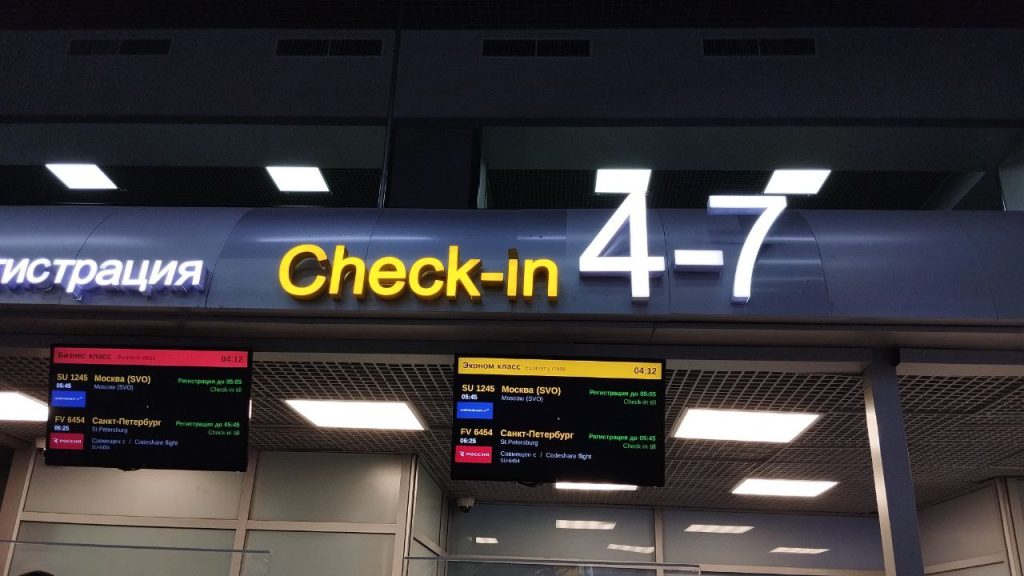 гистрация Check-in 4-7
Бизнес класс Business class 04:12
SU 1245 Москва (SVO) Регистрация до 05:05
05:45 Moscow (SVO) Check-in till
FV 6454 Санкт-Петербург Регистрация до 05:45
06:25 St.Petersburg Check-in till
РОССИЯ Совмещен с / Codeshare flight
SU-6454
Эконом класс Economy class 04:12
SU 1245 Москва (SVO) Регистрация до 05:05
05:45 Moscow (SVO) Check-in till
FV 6454 Санкт-Петербург Регистрация до 05:45
06:25 St.Petersburg Check-in till
РОССИЯ Совмещен с / Codeshare flight
SU-6454